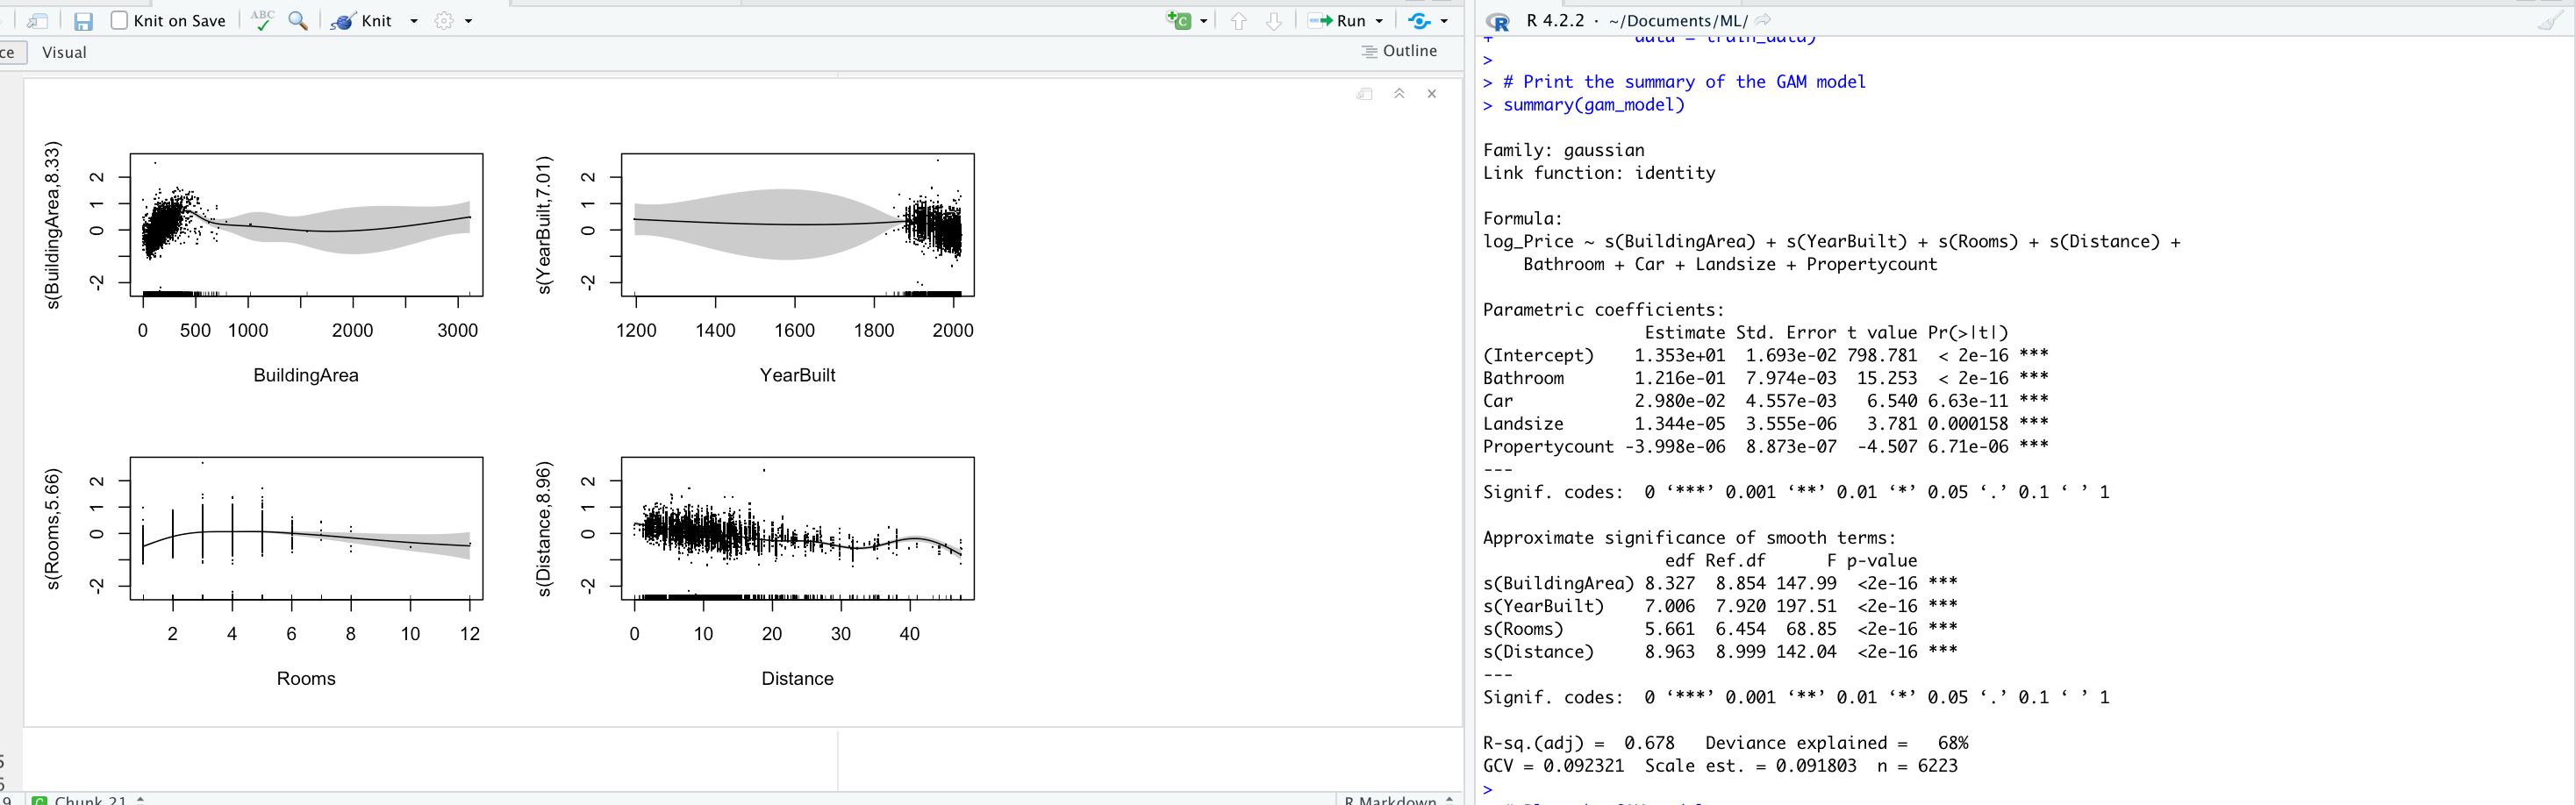 Knit on Save
ABC
Knit
Run
ce
Visual
Outline
s(BuildingArea,8.33)
2
1
0
-2
0 500 1000 2000 3000
BuildingArea
s(YearBuilt,7.01)
2
1
0
-2
1200 1400 1600 1800 2000
YearBuilt
s(Rooms,5.66)
2
1
0
-2
2 4 6 8 10 12
Rooms
s(Distance,8.96)
2
1
0
-2
0 10 20 30 40
Distance
Chunk 21
R Markdown
R 4.2.2 · ~/Documents/ML/
+ data = train_data)
>
> # Print the summary of the GAM model
> summary(gam_model)
Family: gaussian
Link function: identity
Formula:
log_Price ~ s(BuildingArea) + s(YearBuilt) + s(Rooms) + s(Distance) +
Bathroom + Car + Landsize + Propertycount
Parametric coefficients:
Estimate Std. Error t value Pr(>|t|)
(Intercept) 1.353e+01 1.693e-02 798.781 < 2e-16 ***
Bathroom 1.216e-01 7.974e-03 15.253 < 2e-16 ***
Car 2.980e-02 4.557e-03 6.540 6.63e-11 ***
Landsize 1.344e-05 3.555e-06 3.781 0.000158 ***
Propertycount -3.998e-06 8.873e-07 -4.507 6.71e-06 ***
---
Signif. codes: 0 ‘***’ 0.001 ‘**’ 0.01 ‘*’ 0.05 ‘.’ 0.1 ‘ ’ 1
Approximate significance of smooth terms:
edf Ref.df F p-value
s(BuildingArea) 8.327 8.854 147.99 <2e-16 ***
s(YearBuilt) 7.006 7.920 197.51 <2e-16 ***
s(Rooms) 5.661 6.454 68.85 <2e-16 ***
s(Distance) 8.963 8.999 142.04 <2e-16 ***
---
Signif. codes: 0 ‘***’ 0.001 ‘**’ 0.01 ‘*’ 0.05 ‘.’ 0.1 ‘ ’ 1
R-sq.(adj) = 0.678 Deviance explained = 68%
GCV = 0.092321 Scale est. = 0.091803 n = 6223
>